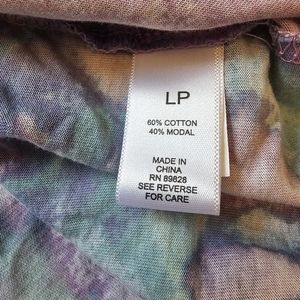 LP
60% COTTON
40% MODAL
MADE IN
CHINA
RN 89828
SEE REVERSE
FOR CARE